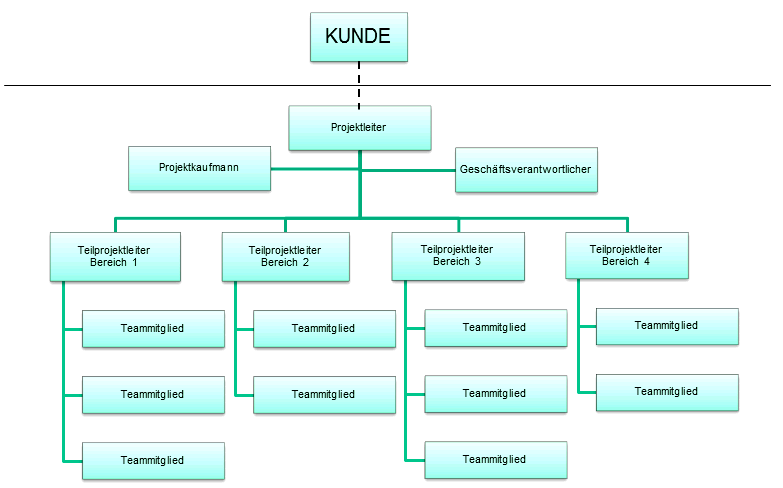 KUNDE
Projektleiter
Projektkaufmann
Geschäftsverantwortlicher
Teilprojektleiter
Bereich 1
Teilprojektleiter
Bereich 2
Teilprojektleiter
Bereich 3
Teilprojektleiter
Bereich 4
Teammitglied
Teammitglied
Teammitglied
Teammitglied
Teammitglied
Teammitglied
Teammitglied
Teammitglied
Teammitglied
Teammitglied